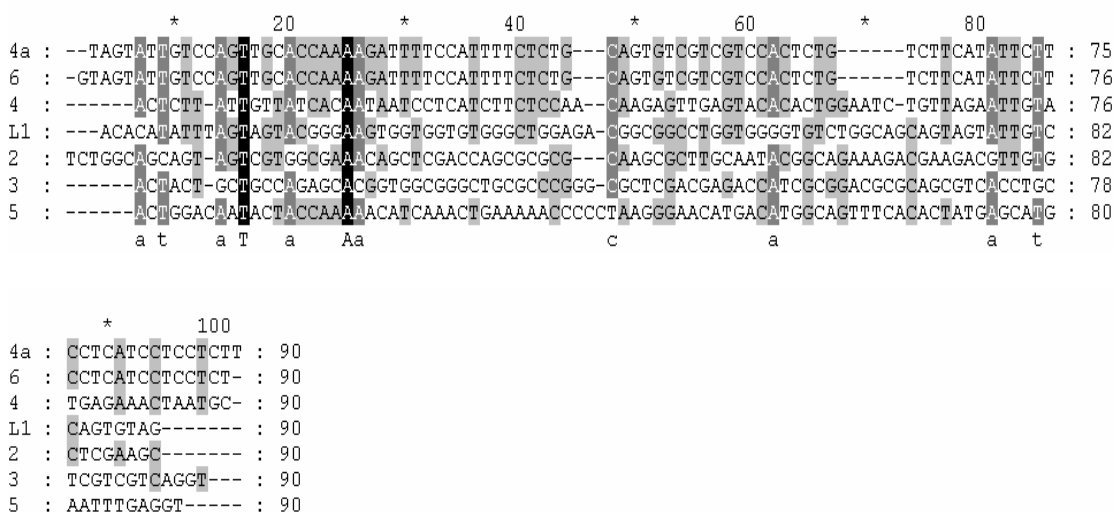 * 20 * 40 * 60 * 80
4a : --TAGTATTGTCCAGTTGCACCAAAAGATTTTCCATTTTCTCTG---CAGTGTCGTCGTCCACTCTG------TCTTCATATTCTT : 75
6 : -GTAGTATTGTCCAGTTGCACCAAAAGATTTTCCATTTTCTCTG---CAGTGTCGTCGTCCACTCTG------TCTTCATATTCTT : 76
4 : ------ACTCTT-ATTGTTATCACAATAATCCTCATCTTCTCCAA--CAAGAGTTGAGTACACACTGGAATC-TGTTAGAATTGTA : 76
L1 : ---ACACATATTTAGTAGTACGGGAAGTGGTGGTGTGGGCTGGAGA-CGGCGGCCTGGTGGGGTGTCTGGCAGCAGTAGTATTGTC : 82
2 : TCTGGCAGCAGT-AGTCGTGGCGAAACAGCTCGACCAGCGCGCG---CAAGCGCTTGCAATACGGCAGAAAGACGAAGACGTTGTG : 82
3 : ------ACTACT-GCTGCCAGAGCACGGTGGCGGGCTGCGCCCGGG-CGCTCGACGAGACCATCGCGGACGCGCAGCGTCACCTGC : 78
5 : ------ACTGGACAATACTACCAAAAACATCAAACTGAAAAACCCCCTAAGGGAACATGACATGGCAGTTTCACACTATGAGCATG : 80
a t a T a Aa c a a t
* 100
4a : CCTCATCCTCCTCTT : 90
6 : CCTCATCCTCCTCT- : 90
4 : TGAGAAACTAATGC- : 90
L1 : CAGTGTAG------- : 90
2 : CTCGAAGC------- : 90
3 : TCGTCGTCAGGT--- : 90
5 : AATTTGAGGT----- : 90